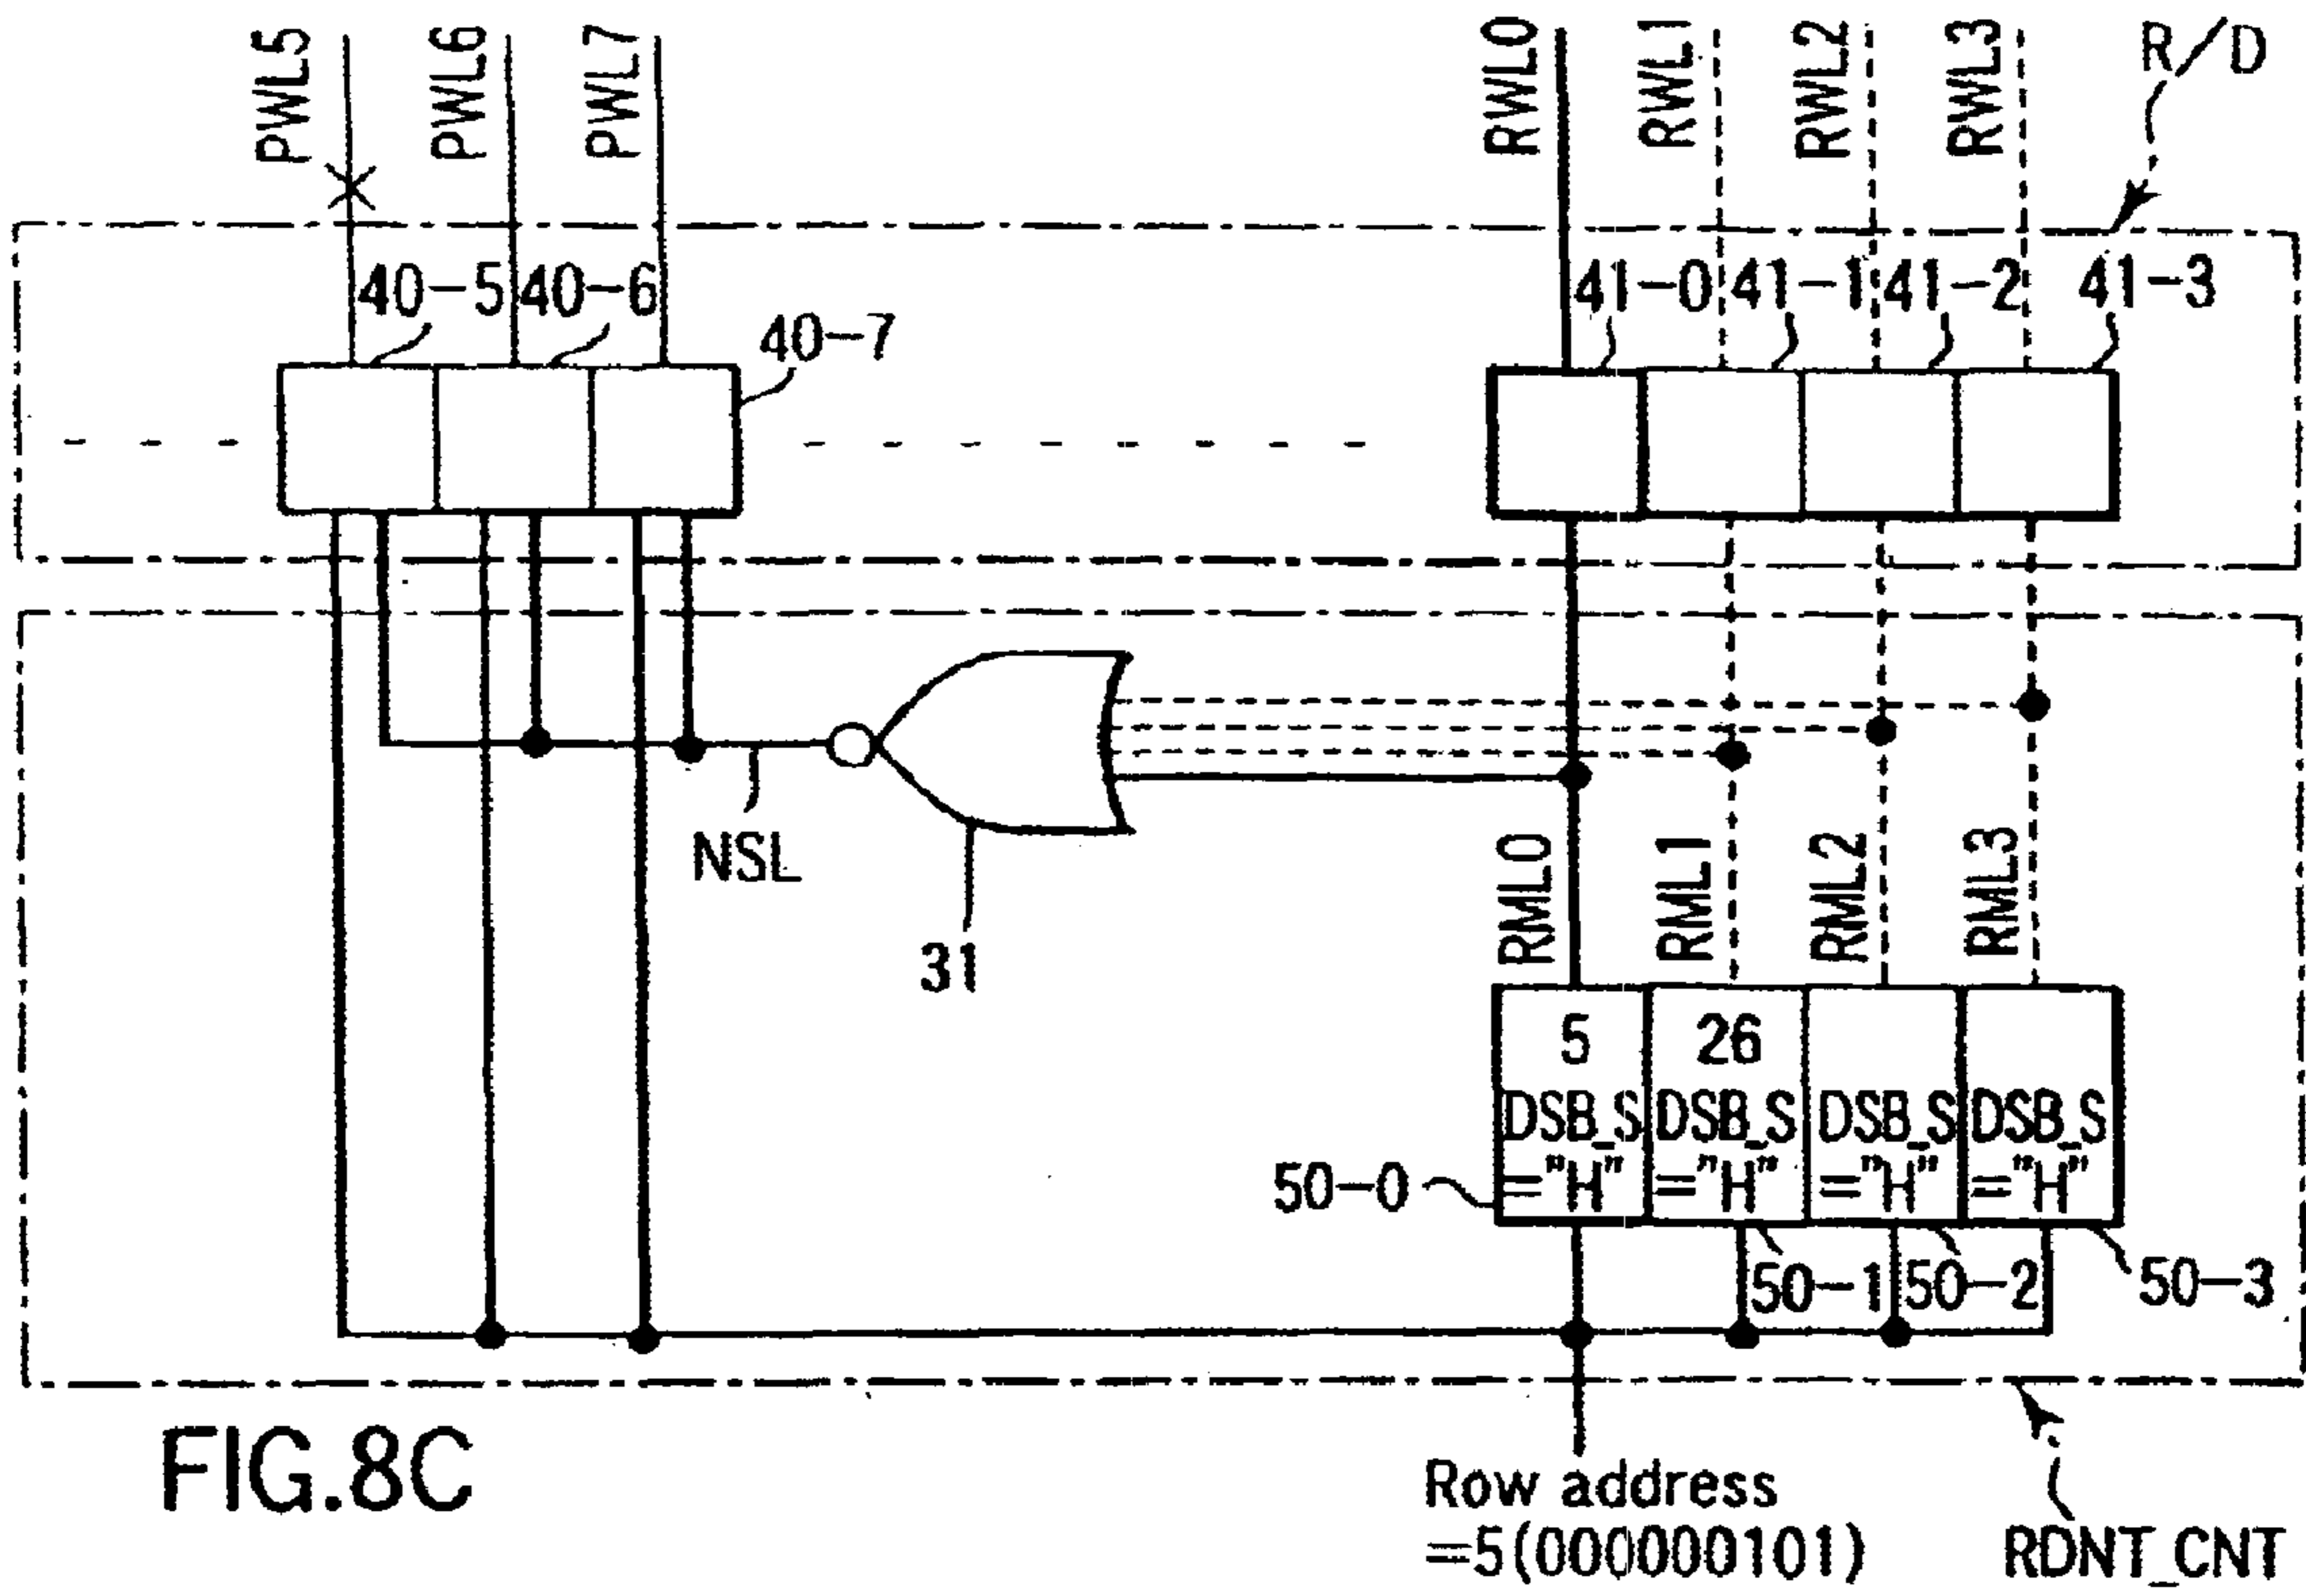 PWL5
PWL6
PWL7
RWL0
RWL1
RWL2
RWL3
R/D
40-5
40-6
40-7
41-0
41-1
41-2
41-3
NSL
31
RML0
RML1
RML2
RML3
5
26
DSB_S
="H"
DSB_S
="H"
DSB_S
="H"
DSB_S
="H"
50-0
50-1
50-2
50-3
FIG.8C
Row address
=5(000000101)
RDNT_CNT